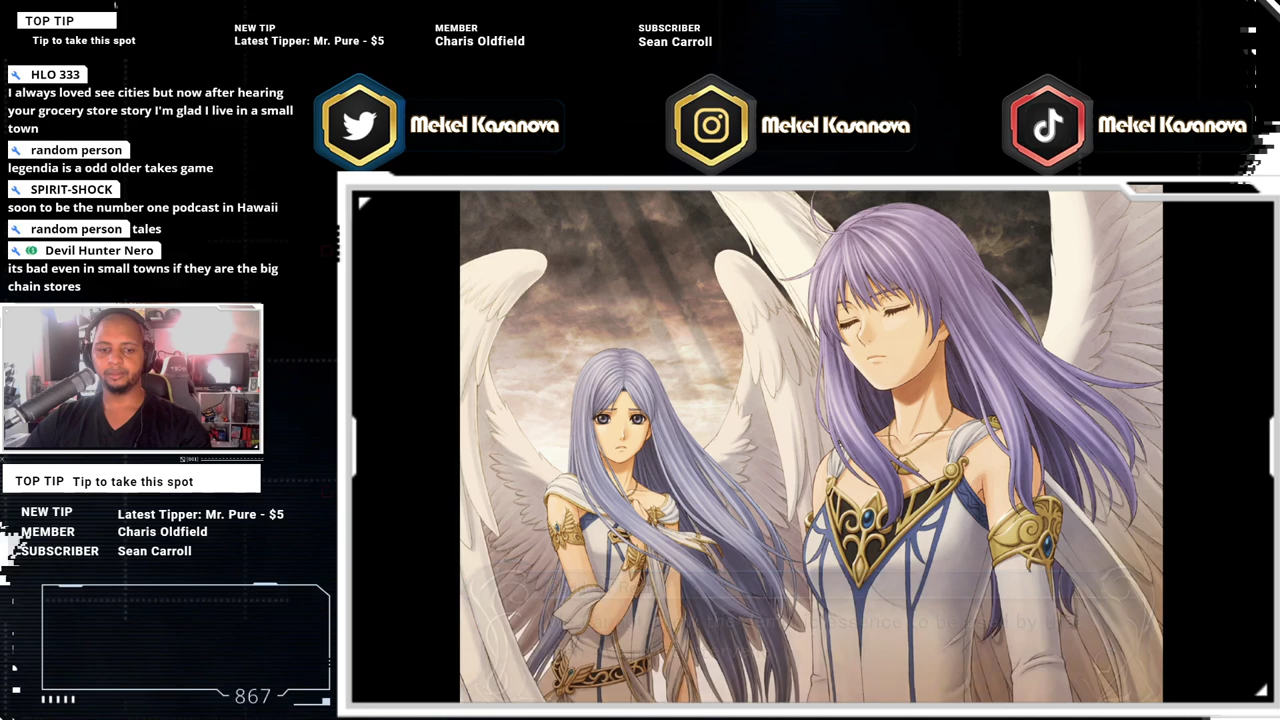 TOP TIP
Tip to take this spot
NEW TIP
Latest Tipper: Mr. Pure - $5
MEMBER
Charis Oldfield
SUBSCRIBER
Sean Carroll
Mekel Kasanova
Mekel Kasanova
Mekel Kasanova
HLO 333
I always loved see cities but now after hearing
your grocery store story I'm glad I live in a small
town
random person
legendia is a odd older takes game
SPIRIT-SHOCK
soon to be the number one podcast in Hawaii
random person tales
Devil Hunter Nero
its bad even in small towns if they are the big
chain stores
TOP TIP Tip to take this spot
NEW TIP Latest Tipper: Mr. Pure - $5
MEMBER Charis Oldfield
SUBSCRIBER Sean Carroll
867
essence to be
by